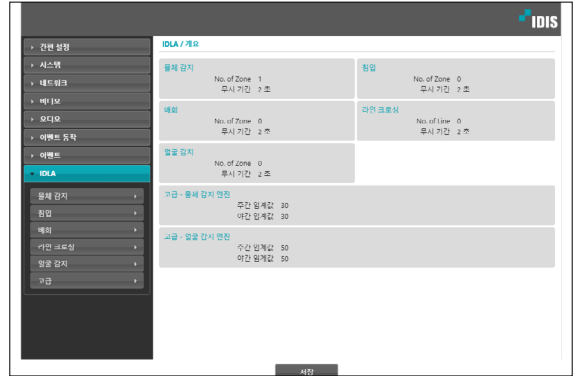 IDIS
간편 설정
시스템
네트워크
비디오
오디오
이벤트 동작
이벤트
IDLA
물체 감지
침입
배회
라인 크로싱
얼굴 감지
고급
IDLA / 개요
물체 감지
No. of Zone 1
무시 기간 2 초
침입
No. of Zone 0
무시 기간 2 초
배회
No. of Zone 0
무시 기간 2 초
라인 크로싱
No. of Line 0
무시 기간 2 초
얼굴 감지
No. of Zone 0
무시 기간 2 초
고급 - 물체 감지 엔진
주간 임계값 30
야간 임계값 30
고급 - 얼굴 감지 엔진
주간 임계값 50
야간 임계값 50
저장